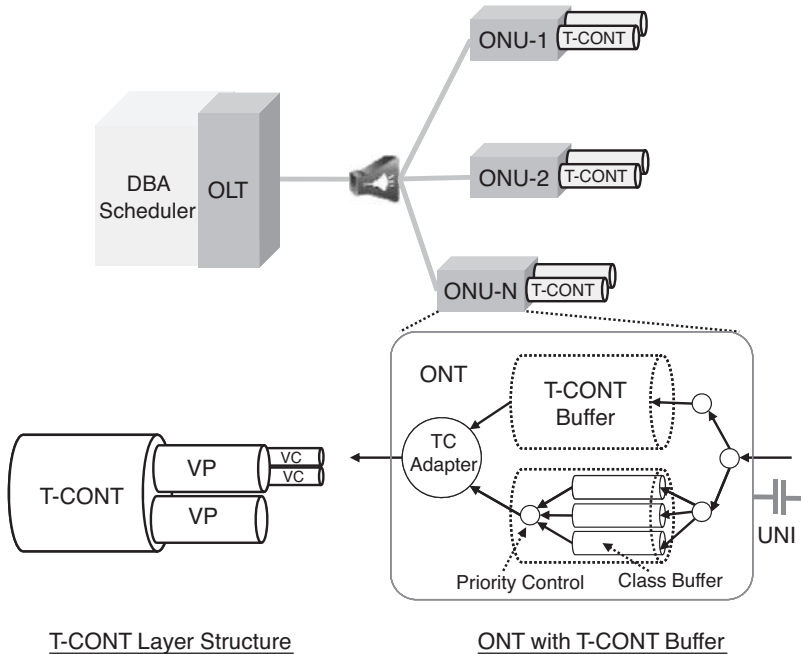 ONU-1
T-CONT
DBA
Scheduler
OLT
ONU-2
T-CONT
ONU-N
T-CONT
ONT
T-CONT
Buffer
TC
Adapter
T-CONT
VP
VC
VC
VP
UNI
Priority Control
Class Buffer
T-CONT Layer Structure
ONT with T-CONT Buffer